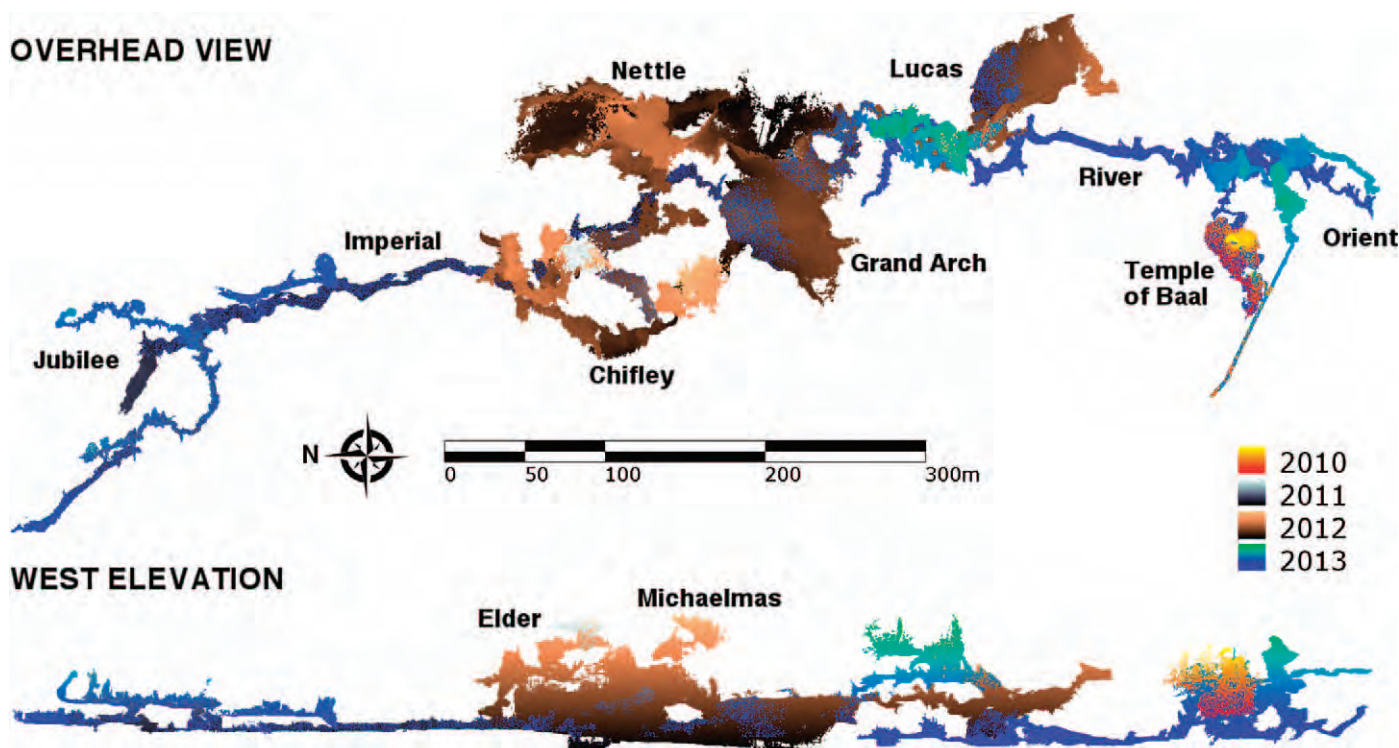 OVERHEAD VIEW
Nettle
Lucas
River
Imperial
Orient
Grand Arch
Temple
of Baal
Jubilee
Chifley
N
0 50 100 200 300m
2010
2011
2012
2013
WEST ELEVATION
Michaelmas
Elder